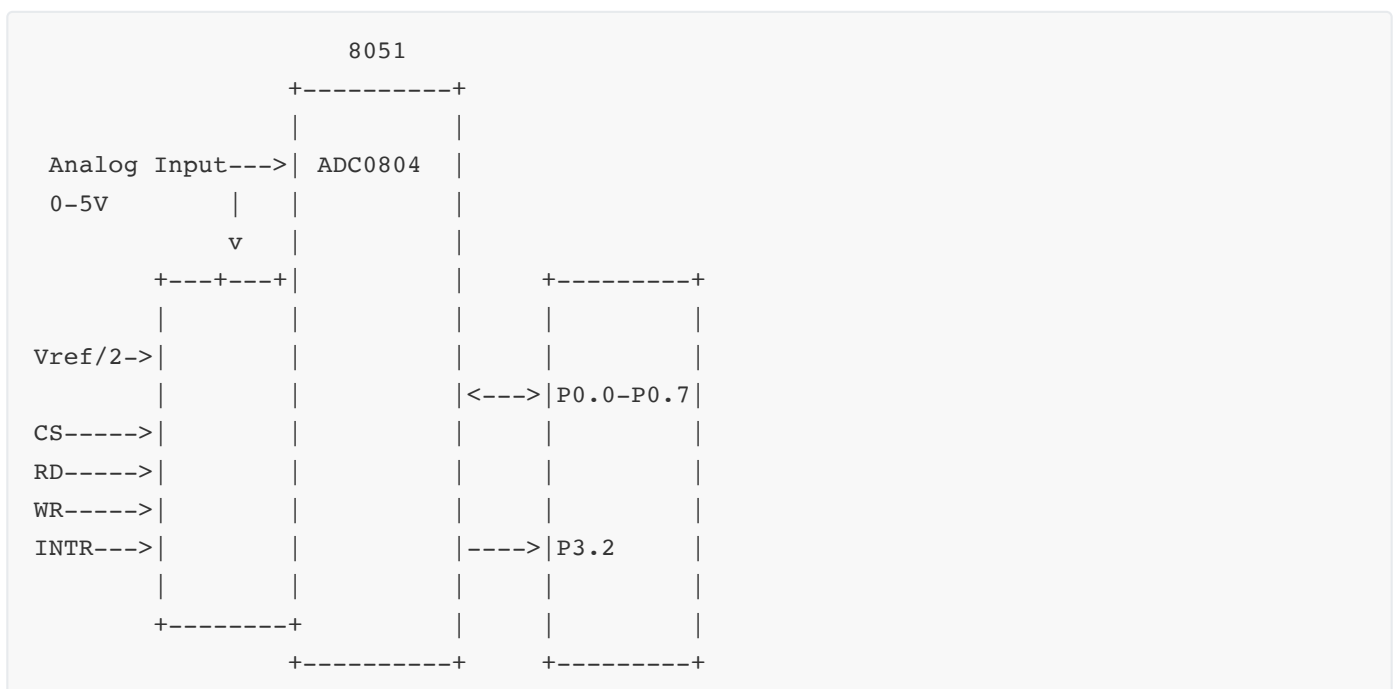 8051
+----------+
|          |
Analog Input--->| ADC0804  |
0-5V        |   |          |
v   |          |
+---+---+|          |     +---------+
|        |          |     |         |
Vref/2->|        |          |     |         |
|        |          |<--->|P0.0-P0.7|
CS----->|        |          |     |         |
RD----->|        |          |     |         |
WR----->|        |          |     |         |
INTR--->|        |          |---->|P3.2     |
|        |          |     |         |
+--------+          |     |         |
+----------+     +---------+